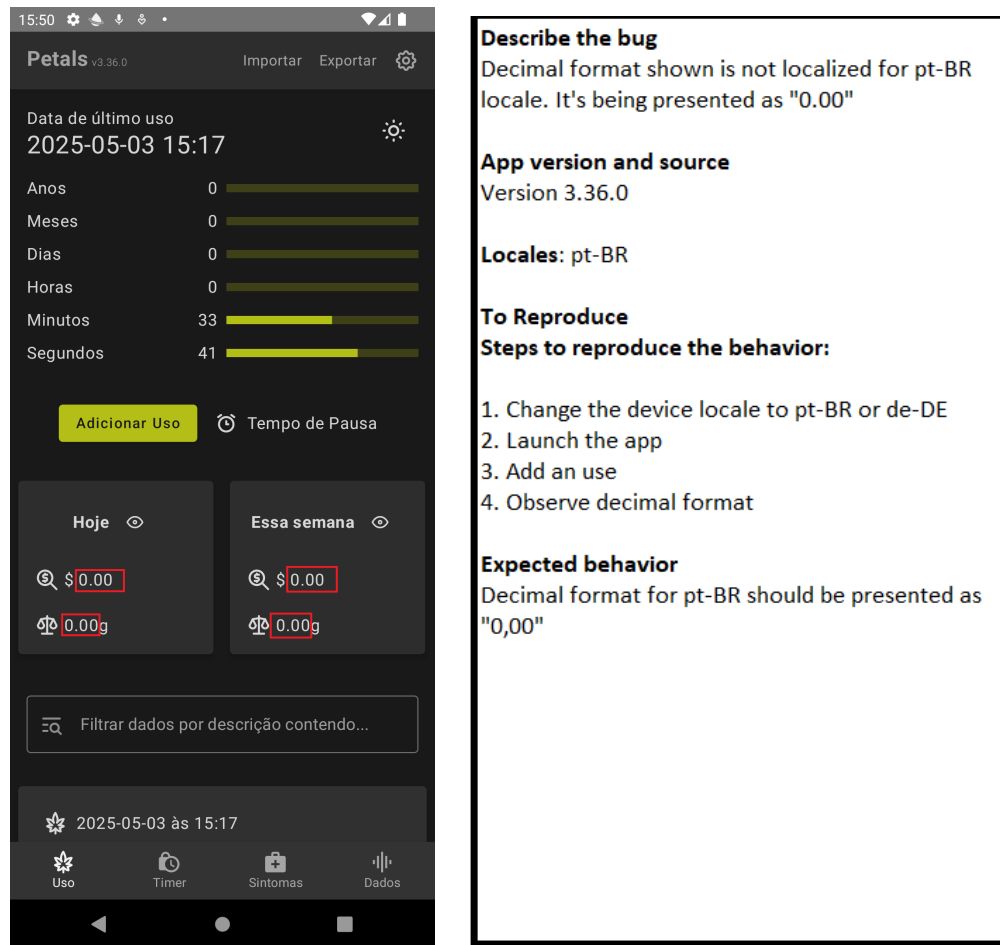 15:50
Petals v3.36.0 Importar Exportar
Data de último uso
2025-05-03 15:17
Anos 0
Meses 0
Dias 0
Horas 0
Minutos 33
Segundos 41
Adicionar Uso Tempo de Pausa
Hoje
$ 0.00
0.00g
Essa semana
$ 0.00
0.00g
Filtrar dados por descrição contendo...
2025-05-03 às 15:17
Uso Timer Sintomas Dados
Describe the bug
Decimal format shown is not localized for pt-BR
locale. It's being presented as "0.00"
App version and source
Version 3.36.0
Locales: pt-BR
To Reproduce
Steps to reproduce the behavior:
1. Change the device locale to pt-BR or de-DE
2. Launch the app
3. Add an use
4. Observe decimal format
Expected behavior
Decimal format for pt-BR should be presented as
"0,00"